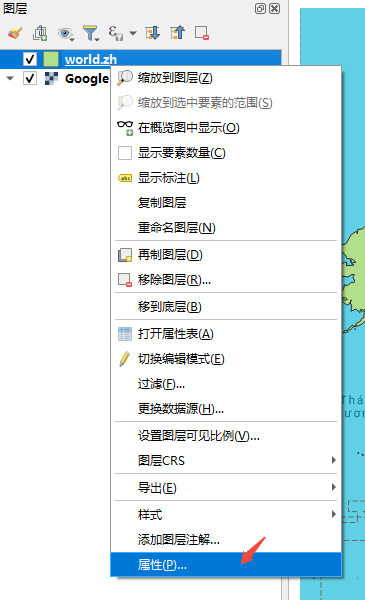 图层
world.zh
Google
缩放到图层(Z)
缩放到选中要素的范围(S)
在概览图中显示(O)
显示要素数量(C)
abc 显示标注(L)
复制图层
重命名图层(N)
再制图层(D)
移除图层(R)...
移到底层(B)
打开属性表(A)
切换编辑模式(E)
过滤(F)...
更换数据源(H)...
设置图层可见比例(V)...
图层CRS
导出(E)
样式
添加图层注解...
属性(P)...
Thá
ươn